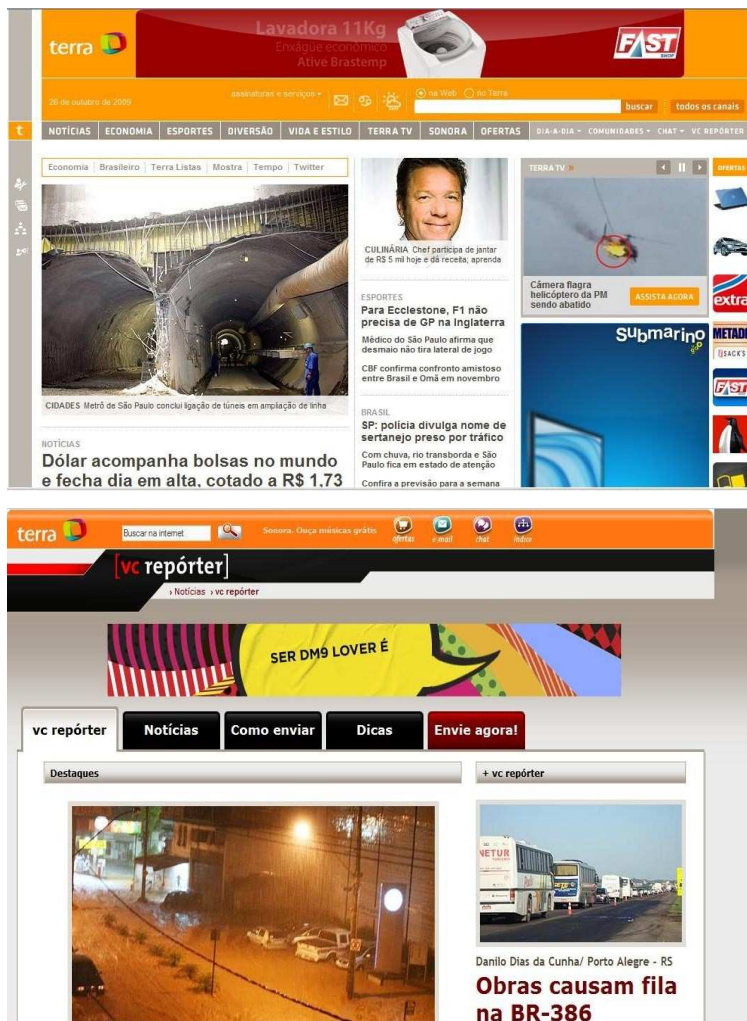 terra
Lavadora 11Kg
Enxágüe econômico
Ative Brastemp
FAST
SHOP
26 de outubro de 2009
assinaturas e serviços
na Web
no Terra
buscar
todos os canais
t
NOTÍCIAS ECONOMIA ESPORTES DIVERSÃO VIDA E ESTILO TERRA TV SONORA OFERTAS DIA-A-DIA COMUNIDADES CHAT VC REPÓRTER
Economia Brasileiro Terra Listas Mostra Tempo Twitter
CIDADES Metrô de São Paulo conclui ligação de túneis em ampliação de linha
NOTÍCIAS
Dólar acompanha bolsas no mundo
e fecha dia em alta, cotado a R$ 1,73
CULINÁRIA Chef participa de jantar
de R$ 5 mil hoje e dá receita; aprenda
ESPORTES
Para Ecclestone, F1 não
precisa de GP na Inglaterra
Médico do São Paulo afirma que
desmaio não tira lateral de jogo
CBF confirma confronto amistoso
entre Brasil e Omã em novembro
BRASIL
SP: polícia divulga nome de
sertanejo preso por tráfico
Com chuva, rio transborda e São
Paulo fica em estado de atenção
Confira a previsão para a semana
TERRA TV
Câmera flagra
helicóptero da PM
sendo abatido
ASSISTA AGORA
Submarino
OFERTAS
extra
SACK'S
FAST
terra
Buscar na internet
Sonora. Ouça músicas grátis
ofertas
e-mail
chat
índice
[vc repórter]
› Notícias › vc repórter
SER DM9 LOVER É
vc repórter
Notícias
Como enviar
Dicas
Envie agora!
Destaques
+ vc repórter
NETUR
Danilo Dias da Cunha/ Porto Alegre - RS
Obras causam fila
na BR-386